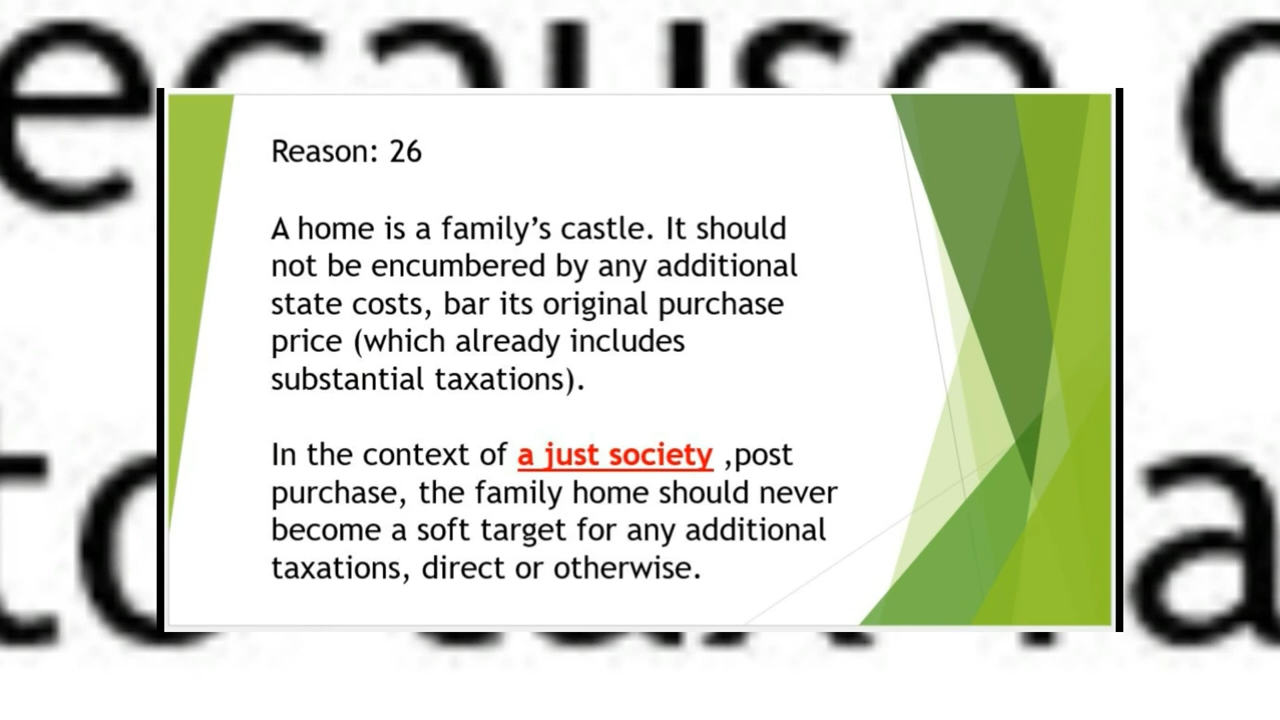 ecause o
Reason: 26
A home is a family’s castle. It should
not be encumbered by any additional
state costs, bar its original purchase
price (which already includes
substantial taxations).
In the context of a just society ,post
purchase, the family home should never
become a soft target for any additional
taxations, direct or otherwise.